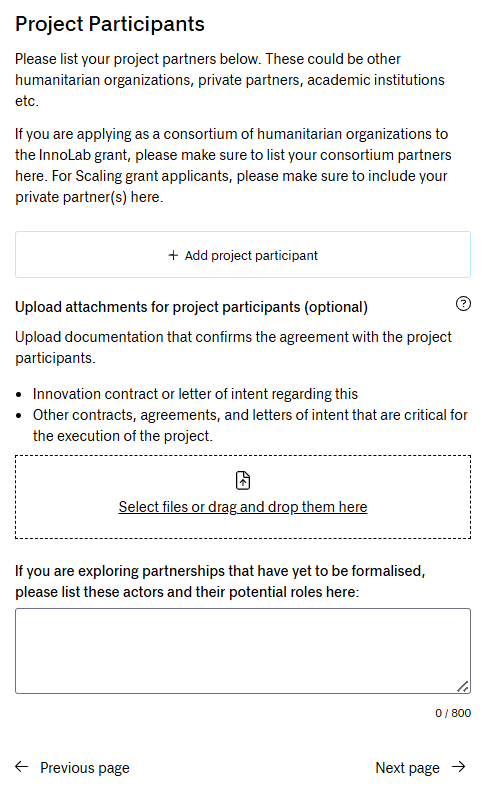 Project Participants
Please list your project partners below. These could be other
humanitarian organizations, private partners, academic institutions
etc.
If you are applying as a consortium of humanitarian organizations to
the InnoLab grant, please make sure to list your consortium partners
here. For Scaling grant applicants, please make sure to include your
private partner(s) here.
+ Add project participant
Upload attachments for project participants (optional)
Upload documentation that confirms the agreement with the project
participants.
• Innovation contract or letter of intent regarding this
• Other contracts, agreements, and letters of intent that are critical for
the execution of the project.
Select files or drag and drop them here
If you are exploring partnerships that have yet to be formalised,
please list these actors and their potential roles here:
0 / 800
← Previous page Next page →